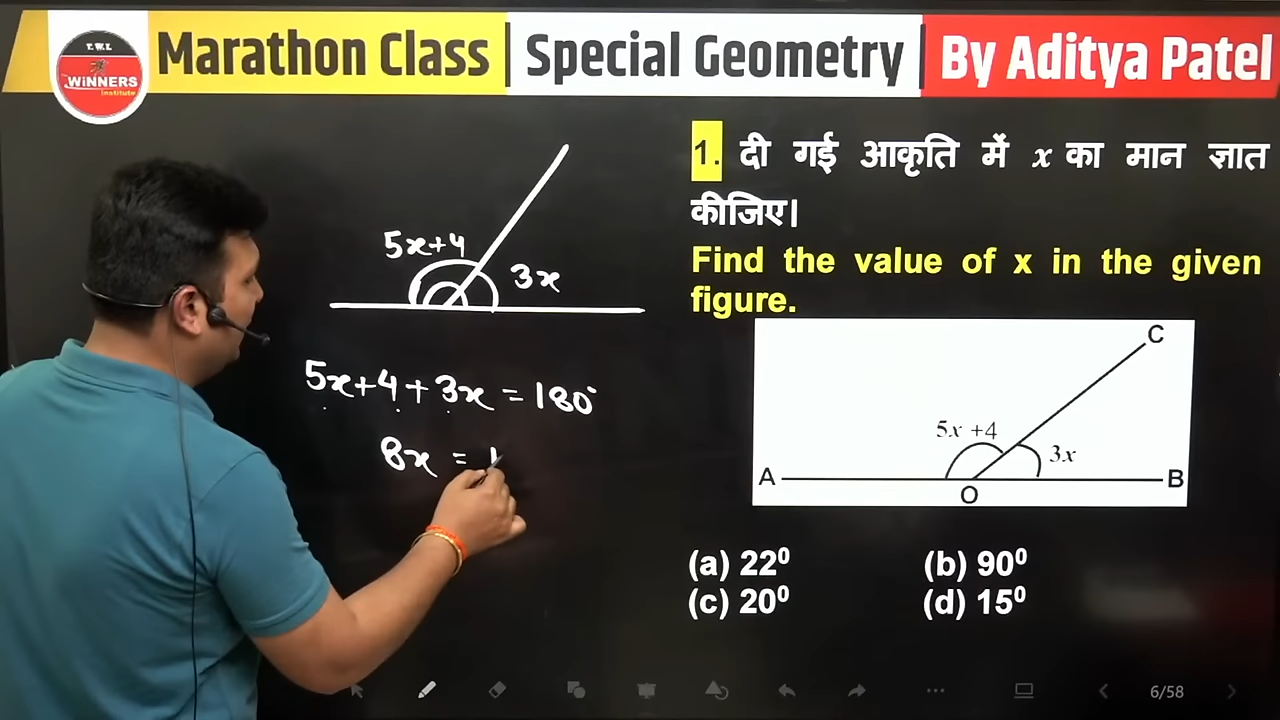 T.W.I.
WINNERS
Institute
Marathon Class | Special Geometry By Aditya Patel
5x+4
3x
5x+4+3x=180°
8x = 1
1. दी गई आकृति में x का मान ज्ञात
कीजिए।
Find the value of x in the given
figure.
C
5x +4
3x
A
O
B
(a) 22⁰ (b) 90⁰
(c) 20⁰ (d) 15⁰
6/58